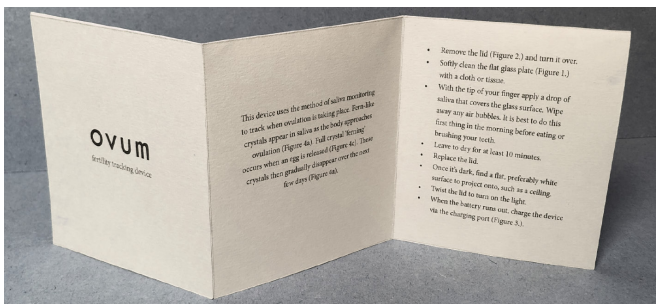 ovum
fertility tracking device
This device uses the method of saliva monitoring
to track when ovulation is taking place. Fern-like
crystals appear in saliva as the body approaches
ovulation (Figure 4a). Full crystal 'ferning'
occurs when an egg is released (Figure 4c). These
crystals then gradually disappear over the next
few days (Figure 4a).
• Remove the lid (Figure 2.) and turn it over.
• Softly clean the flat glass plate (Figure 1.)
with a cloth or tissue.
• With the tip of your finger apply a drop of
saliva that covers the glass surface. Wipe
away any air bubbles. It is best to do this
first thing in the morning before eating or
brushing your teeth.
• Leave to dry for at least 10 minutes.
• Replace the lid.
• Once it's dark, find a flat, preferably white
surface to project onto, such as a ceiling.
• Twist the lid to turn on the light.
• When the battery runs out, charge the device
via the charging port (Figure 3.).